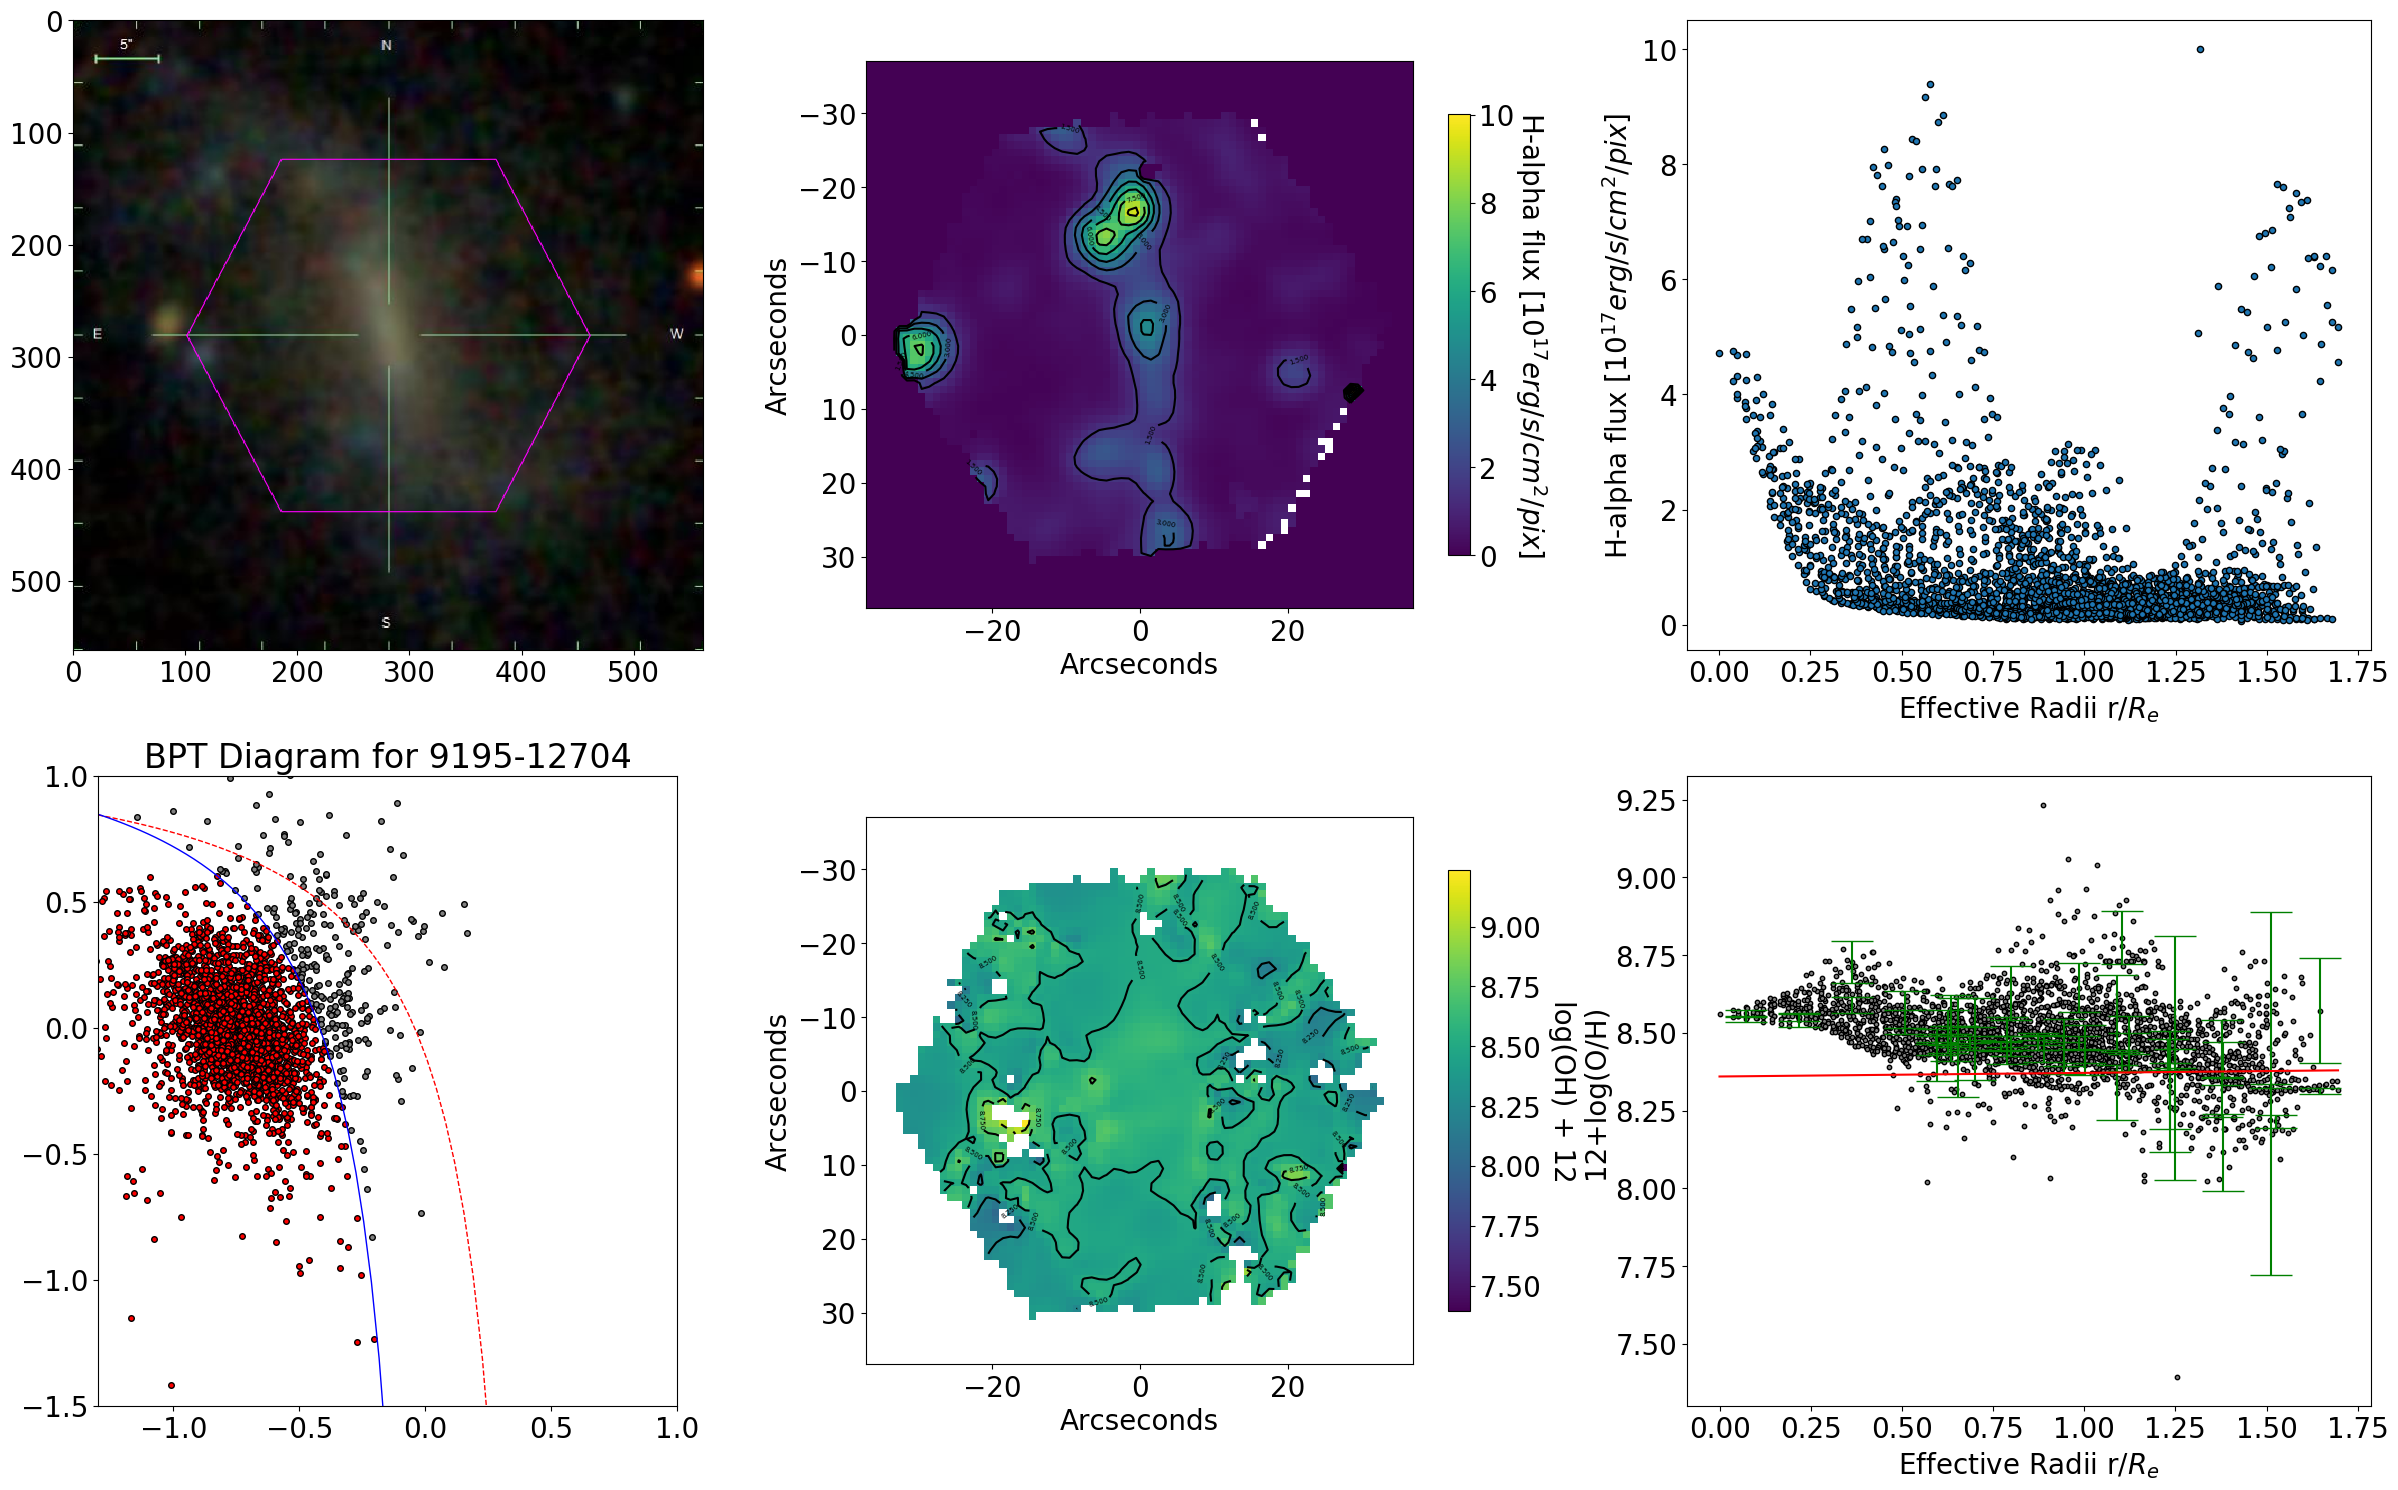 5"
N
E
W
S
0
100
200
300
400
500
0 100 200 300 400 500
−30
−20
−10
0
10
20
30
Arcseconds
−20 0 20
Arcseconds
10
8
6
4
2
0
H-alpha flux [10^17 erg/s/cm^2/pix]
H-alpha flux [10^17 erg/s/cm^2/pix]
10
8
6
4
2
0
0.00 0.25 0.50 0.75 1.00 1.25 1.50 1.75
Effective Radii r/R_e
BPT Diagram for 9195-12704
1.0
0.5
0.0
−0.5
−1.0
−1.5
−1.0 −0.5 0.0 0.5 1.0
−30
−20
−10
0
10
20
30
Arcseconds
−20 0 20
Arcseconds
9.00
8.75
8.50
8.25
8.00
7.75
7.50
12 + (OH)log
12+log(O/H)
9.25
9.00
8.75
8.50
8.25
8.00
7.75
7.50
0.00 0.25 0.50 0.75 1.00 1.25 1.50 1.75
Effective Radii r/R_e